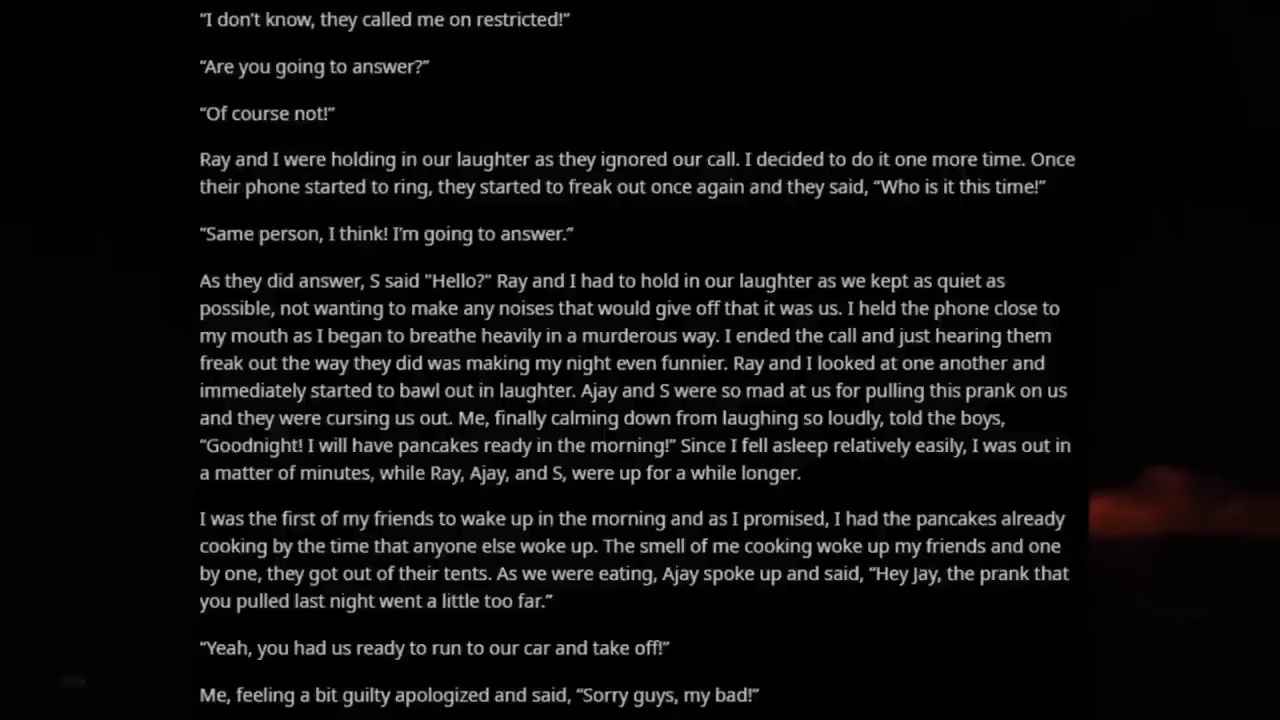 “I don’t know, they called me on restricted!”
“Are you going to answer?”
“Of course not!”
Ray and I were holding in our laughter as they ignored our call. I decided to do it one more time. Once
their phone started to ring, they started to freak out once again and they said, “Who is it this time!”
“Same person, I think! I’m going to answer.”
As they did answer, S said "Hello?" Ray and I had to hold in our laughter as we kept as quiet as
possible, not wanting to make any noises that would give off that it was us. I held the phone close to
my mouth as I began to breathe heavily in a murderous way. I ended the call and just hearing them
freak out the way they did was making my night even funnier. Ray and I looked at one another and
immediately started to bawl out in laughter. Ajay and S were so mad at us for pulling this prank on us
and they were cursing us out. Me, finally calming down from laughing so loudly, told the boys,
“Goodnight! I will have pancakes ready in the morning!” Since I fell asleep relatively easily, I was out in
a matter of minutes, while Ray, Ajay, and S, were up for a while longer.
I was the first of my friends to wake up in the morning and as I promised, I had the pancakes already
cooking by the time that anyone else woke up. The smell of me cooking woke up my friends and one
by one, they got out of their tents. As we were eating, Ajay spoke up and said, “Hey Jay, the prank that
you pulled last night went a little too far.”
“Yeah, you had us ready to run to our car and take off!”
Me, feeling a bit guilty apologized and said, “Sorry guys, my bad!”